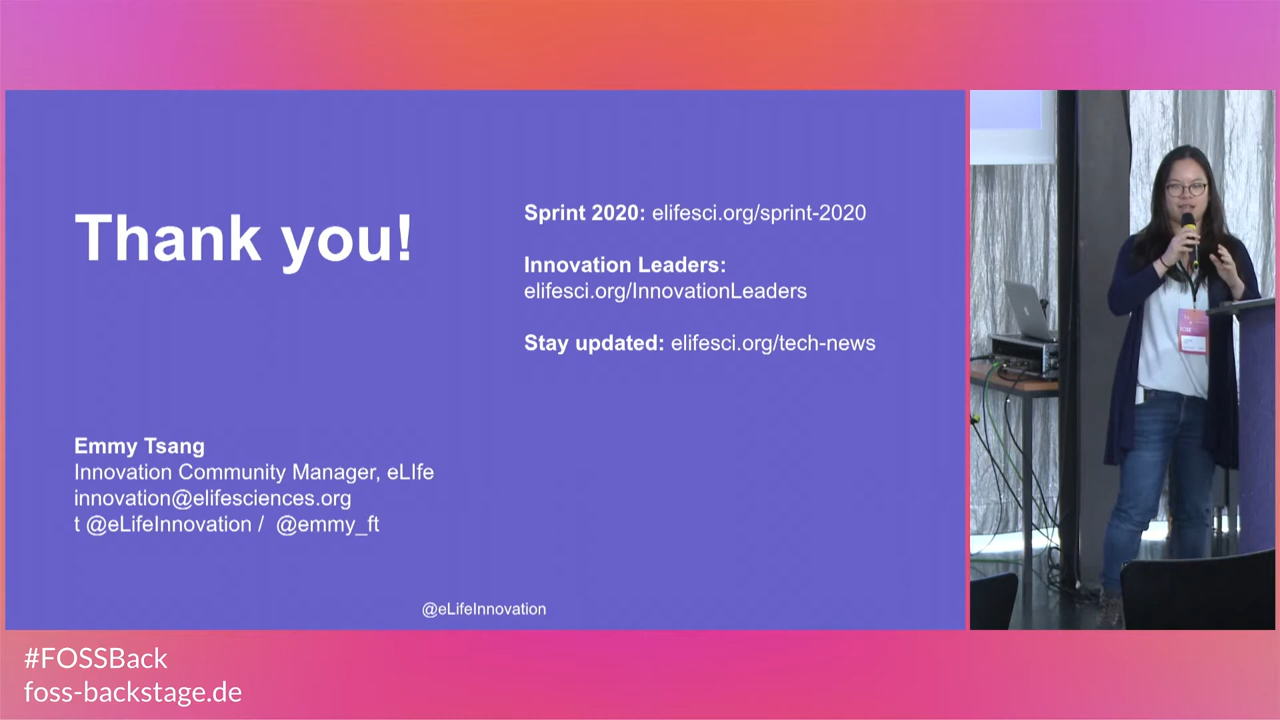 Thank you!
Sprint 2020: elifesci.org/sprint-2020
Innovation Leaders:
elifesci.org/InnovationLeaders
Stay updated: elifesci.org/tech-news
Emmy Tsang
Innovation Community Manager, eLIfe
innovation@elifesciences.org
t @eLifeInnovation / @emmy_ft
@eLifeInnovation
#FOSSBack
foss-backstage.de